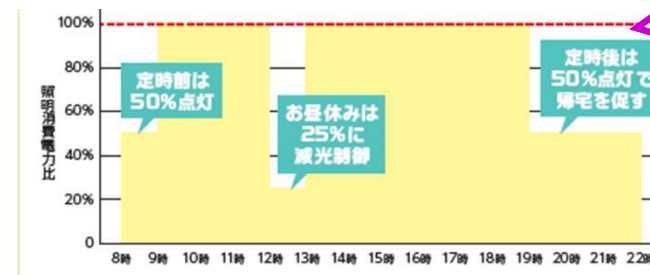 100%
80%
60%
40%
20%
0
照明消費電力比
定時前は
50%点灯
お昼休みは
25%に
減光制御
定時後は
50%点灯で
帰宅を促す
8時 9時 10時 11時 12時 13時 14時 15時 16時 17時 18時 19時 20時 21時 22時